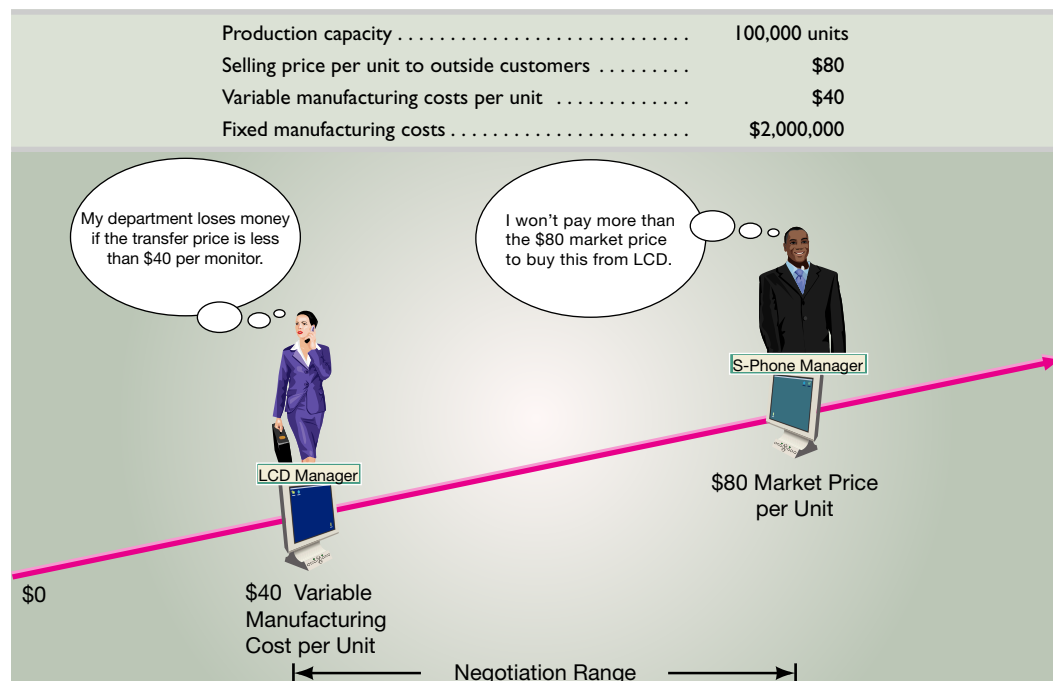 Production capacity . . . . . . . . . . . . . . . . . . . . . . . . . . . 100,000 units
Selling price per unit to outside customers . . . . . . . . . $80
Variable manufacturing costs per unit . . . . . . . . . . . . . $40
Fixed manufacturing costs . . . . . . . . . . . . . . . . . . . . . . $2,000,000
My department loses money
if the transfer price is less
than $40 per monitor.
I won’t pay more than
the $80 market price
to buy this from LCD.
S-Phone Manager
LCD Manager
$80 Market Price
per Unit
$0
$40 Variable
Manufacturing
Cost per Unit
Negotiation Range